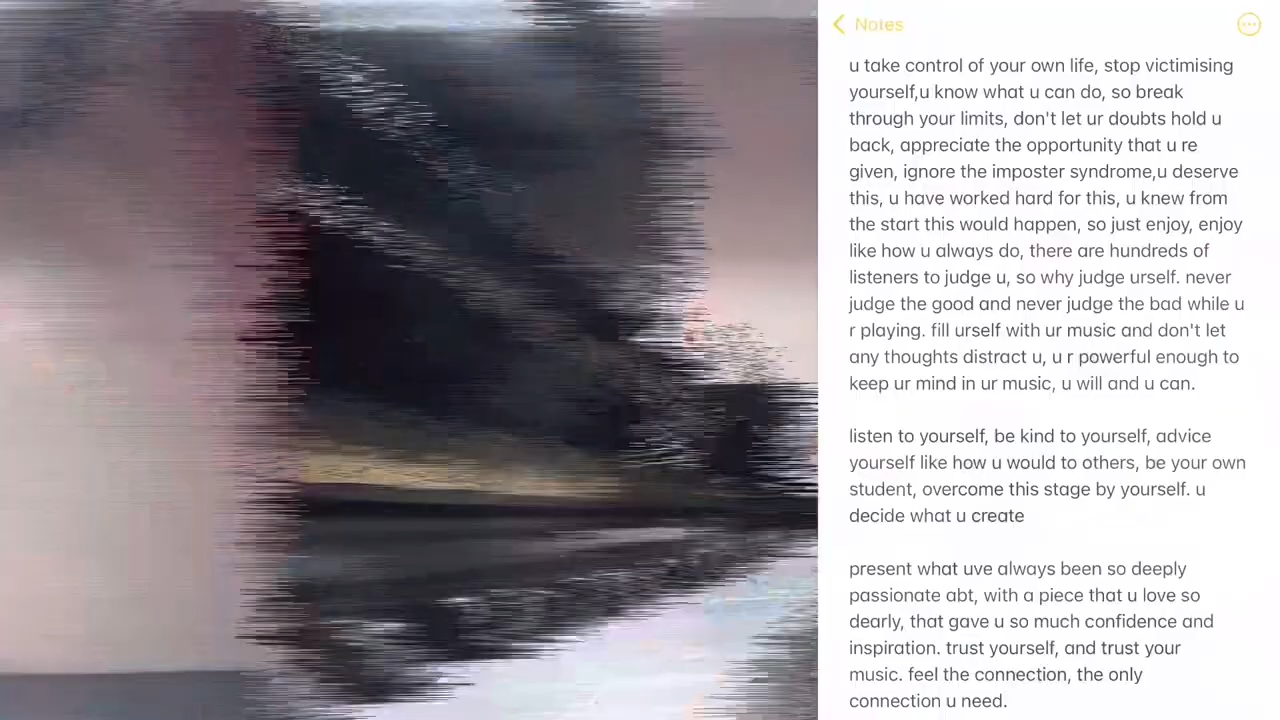 Notes
u take control of your own life, stop victimising
yourself,u know what u can do, so break
through your limits, don't let ur doubts hold u
back, appreciate the opportunity that u re
given, ignore the imposter syndrome,u deserve
this, u have worked hard for this, u knew from
the start this would happen, so just enjoy, enjoy
like how u always do, there are hundreds of
listeners to judge u, so why judge urself. never
judge the good and never judge the bad while u
r playing. fill urself with ur music and don't let
any thoughts distract u, u r powerful enough to
keep ur mind in ur music, u will and u can.
listen to yourself, be kind to yourself, advice
yourself like how u would to others, be your own
student, overcome this stage by yourself. u
decide what u create
present what uve always been so deeply
passionate abt, with a piece that u love so
dearly, that gave u so much confidence and
inspiration. trust yourself, and trust your
music. feel the connection, the only
connection u need.